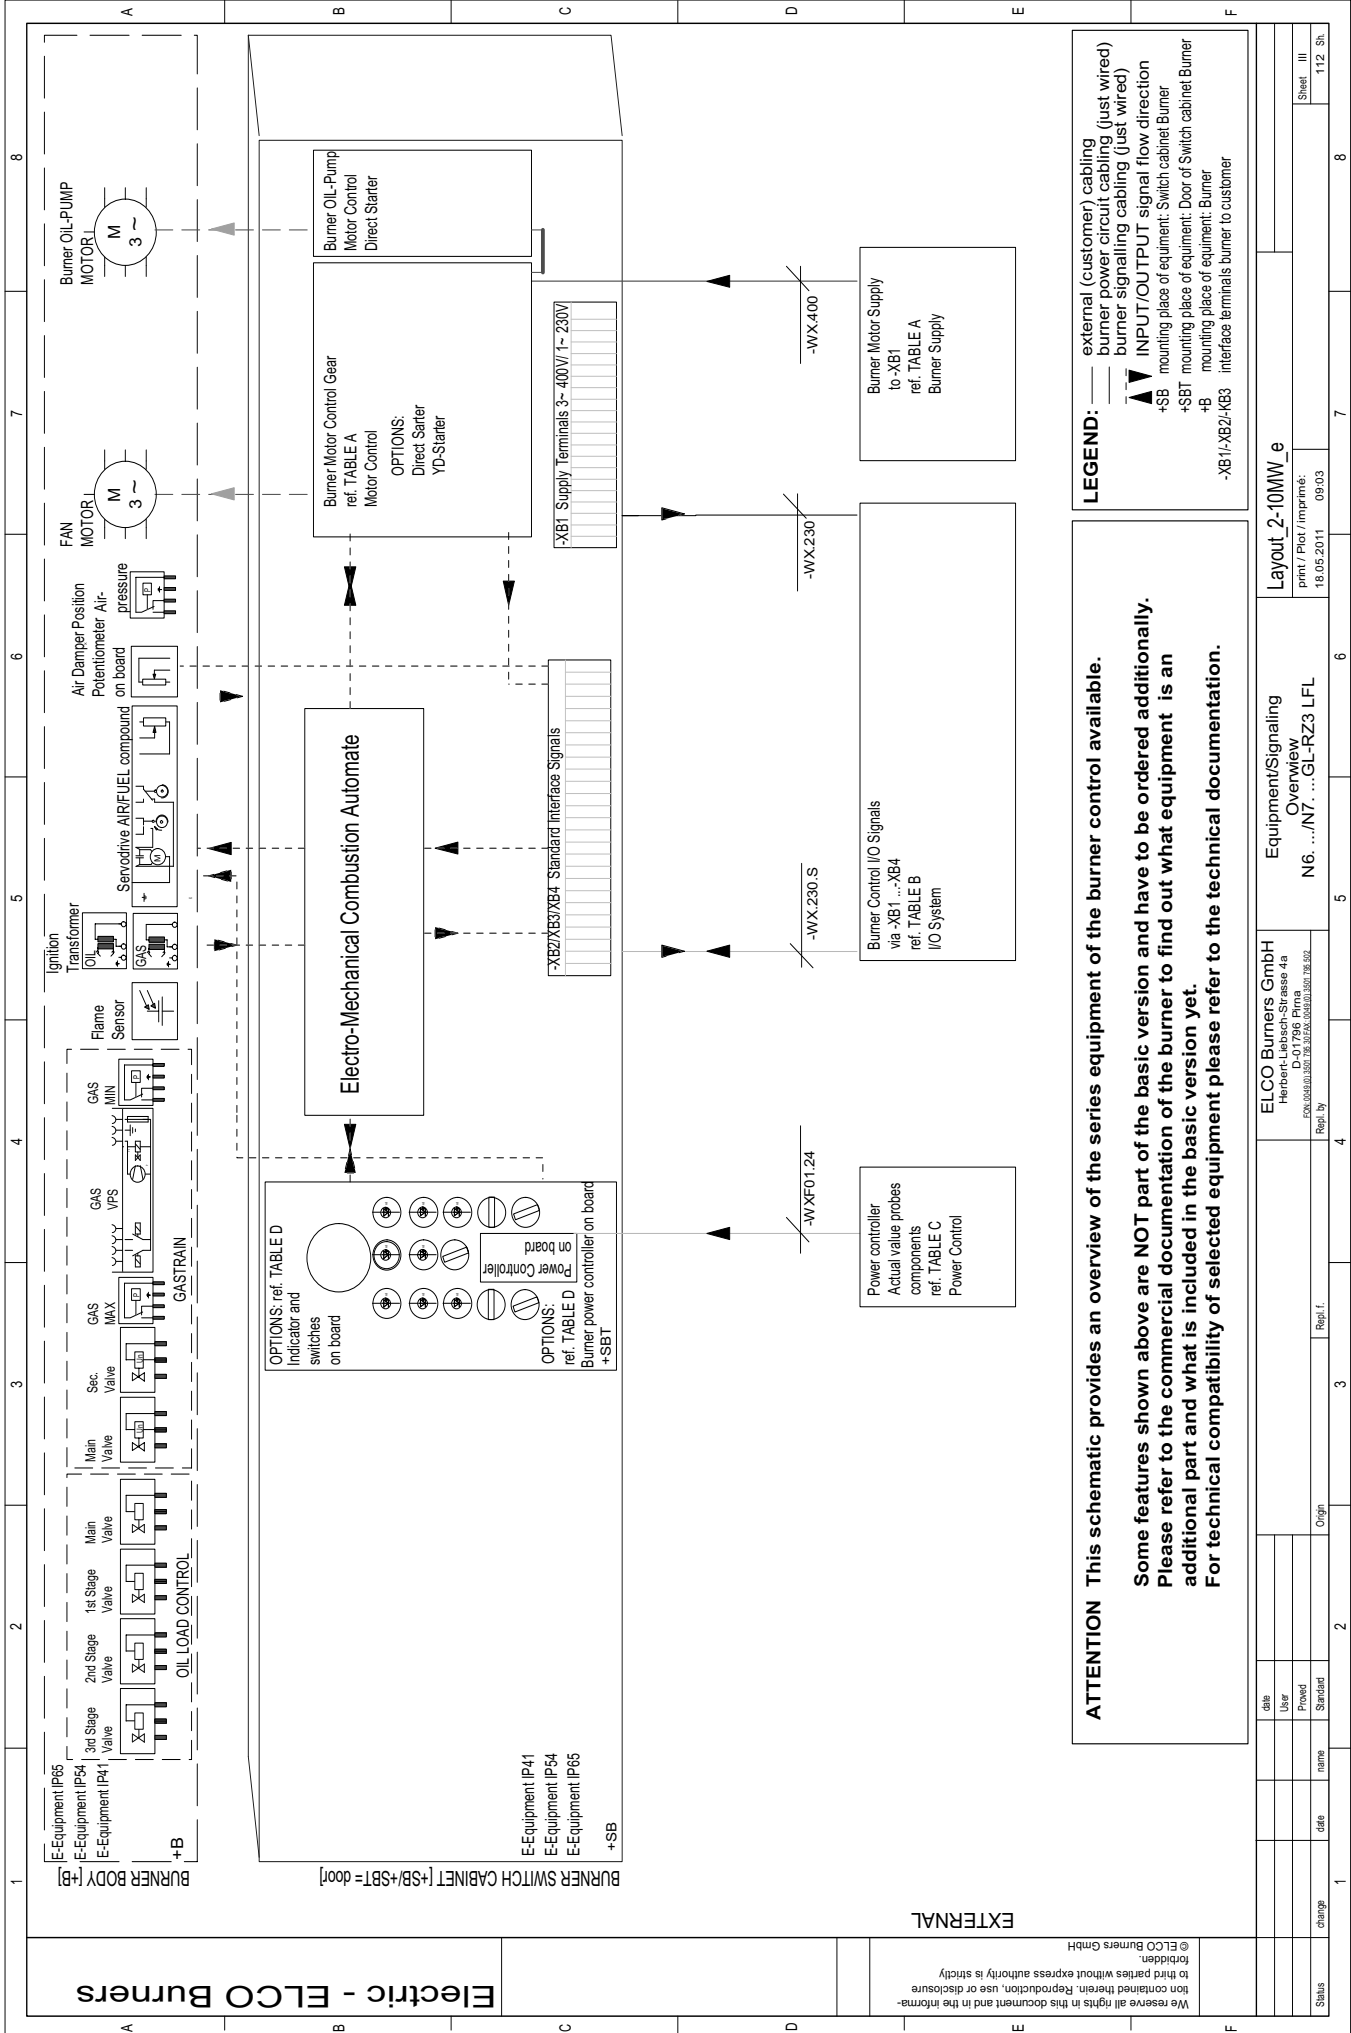 Electric - ELCO Burners
We reserve all rights in this document and in the informa-
tion contained therein. Reproduction, use or disclosure
to third parties without express authority is strictly
forbidden.
© ELCO Burners GmbH
1
2
3
4
5
6
7
8
A
B
C
D
E
F
BURNER BODY [+B]
E-Equipment IP65
E-Equipment IP54
E-Equipment IP41
+B
3rd Stage
Valve
2nd Stage
Valve
1st Stage
Valve
Main
Valve
OIL LOAD CONTROL
Main
Valve
Sec.
Valve
GAS
MAX
GAS
VPS
GAS
MIN
GASTRAIN
Un
Un
P
P
Flame
Sensor
Ignition
Transformer
OIL
GAS
Servodrive AIR/FUEL compound
M
Air Damper Position
Potentiometer Air-
on board
pressure
P
FAN
MOTOR
M
3 ~
Burner OIL-PUMP
MOTOR
M
3 ~
BURNER SWITCH CABINET [+SB/+SBT = door]
E-Equipment IP41
E-Equipment IP54
E-Equipment IP65
+SB
OPTIONS: ref. TABLE D
Indicator and
switches
on board
Power Controller
on board
OPTIONS:
ref. TABLE D
Burner power controller on board
+SBT
Electro-Mechanical Combustion Automate
-XB2/XB3/XB4 Standard Interface Signals
Burner Motor Control Gear
ref. TABLE A
Motor Control
OPTIONS:
Direct Sarter
YD-Starter
Burner OIL-Pump
Motor Control
Direct Starter
-XB1 Supply Terminals 3~ 400V/ 1~ 230V
EXTERNAL
-WXF01.24
-WX.230.S
-WX.230
-WX.400
Power controller
Actual value probes
components
ref. TABLE C
Power Control
Burner Control I/O Signals
via -XB1 ...-XB4
ref. TABLE B
I/O System
Burner Motor Supply
to -XB1
ref. TABLE A
Burner Supply
ATTENTION This schematic provides an overview of the series equipment of the burner control available.
Some features shown above are NOT part of the basic version and have to be ordered additionally.
Please refer to the commercial documentation of the burner to find out what equipment is an
additional part and what is included in the basic version yet.
For technical compatibility of selected equipment please refer to the technical documentation.
LEGEND:
external (customer) cabling
burner power circuit cabling (just wired)
burner signalling cabling (just wired)
INPUT/OUTPUT signal flow direction
+SB mounting place of equiment: Switch cabinet Burner
+SBT mounting place of equiment: Door of Switch cabinet Burner
+B mounting place of equiment: Burner
-XB1/-XB2/-KB3 interface terminals burner to customer
Status
change
date
name
date
User
Proved
Standard
Origin
Repl. f.
Repl. by
ELCO Burners GmbH
Herbert-Liebsch-Strasse 4a
D-01796 Pirna
Equipment/Signaling
Overwiew
N6. .../N7. ...GL-RZ3 LFL
Layout_2-10MW_e
print / Plot / imprimé:
18.05.2011 09:03
Sheet III
112 Sh.
1
2
3
4
5
6
7
8
A
B
C
D
E
F